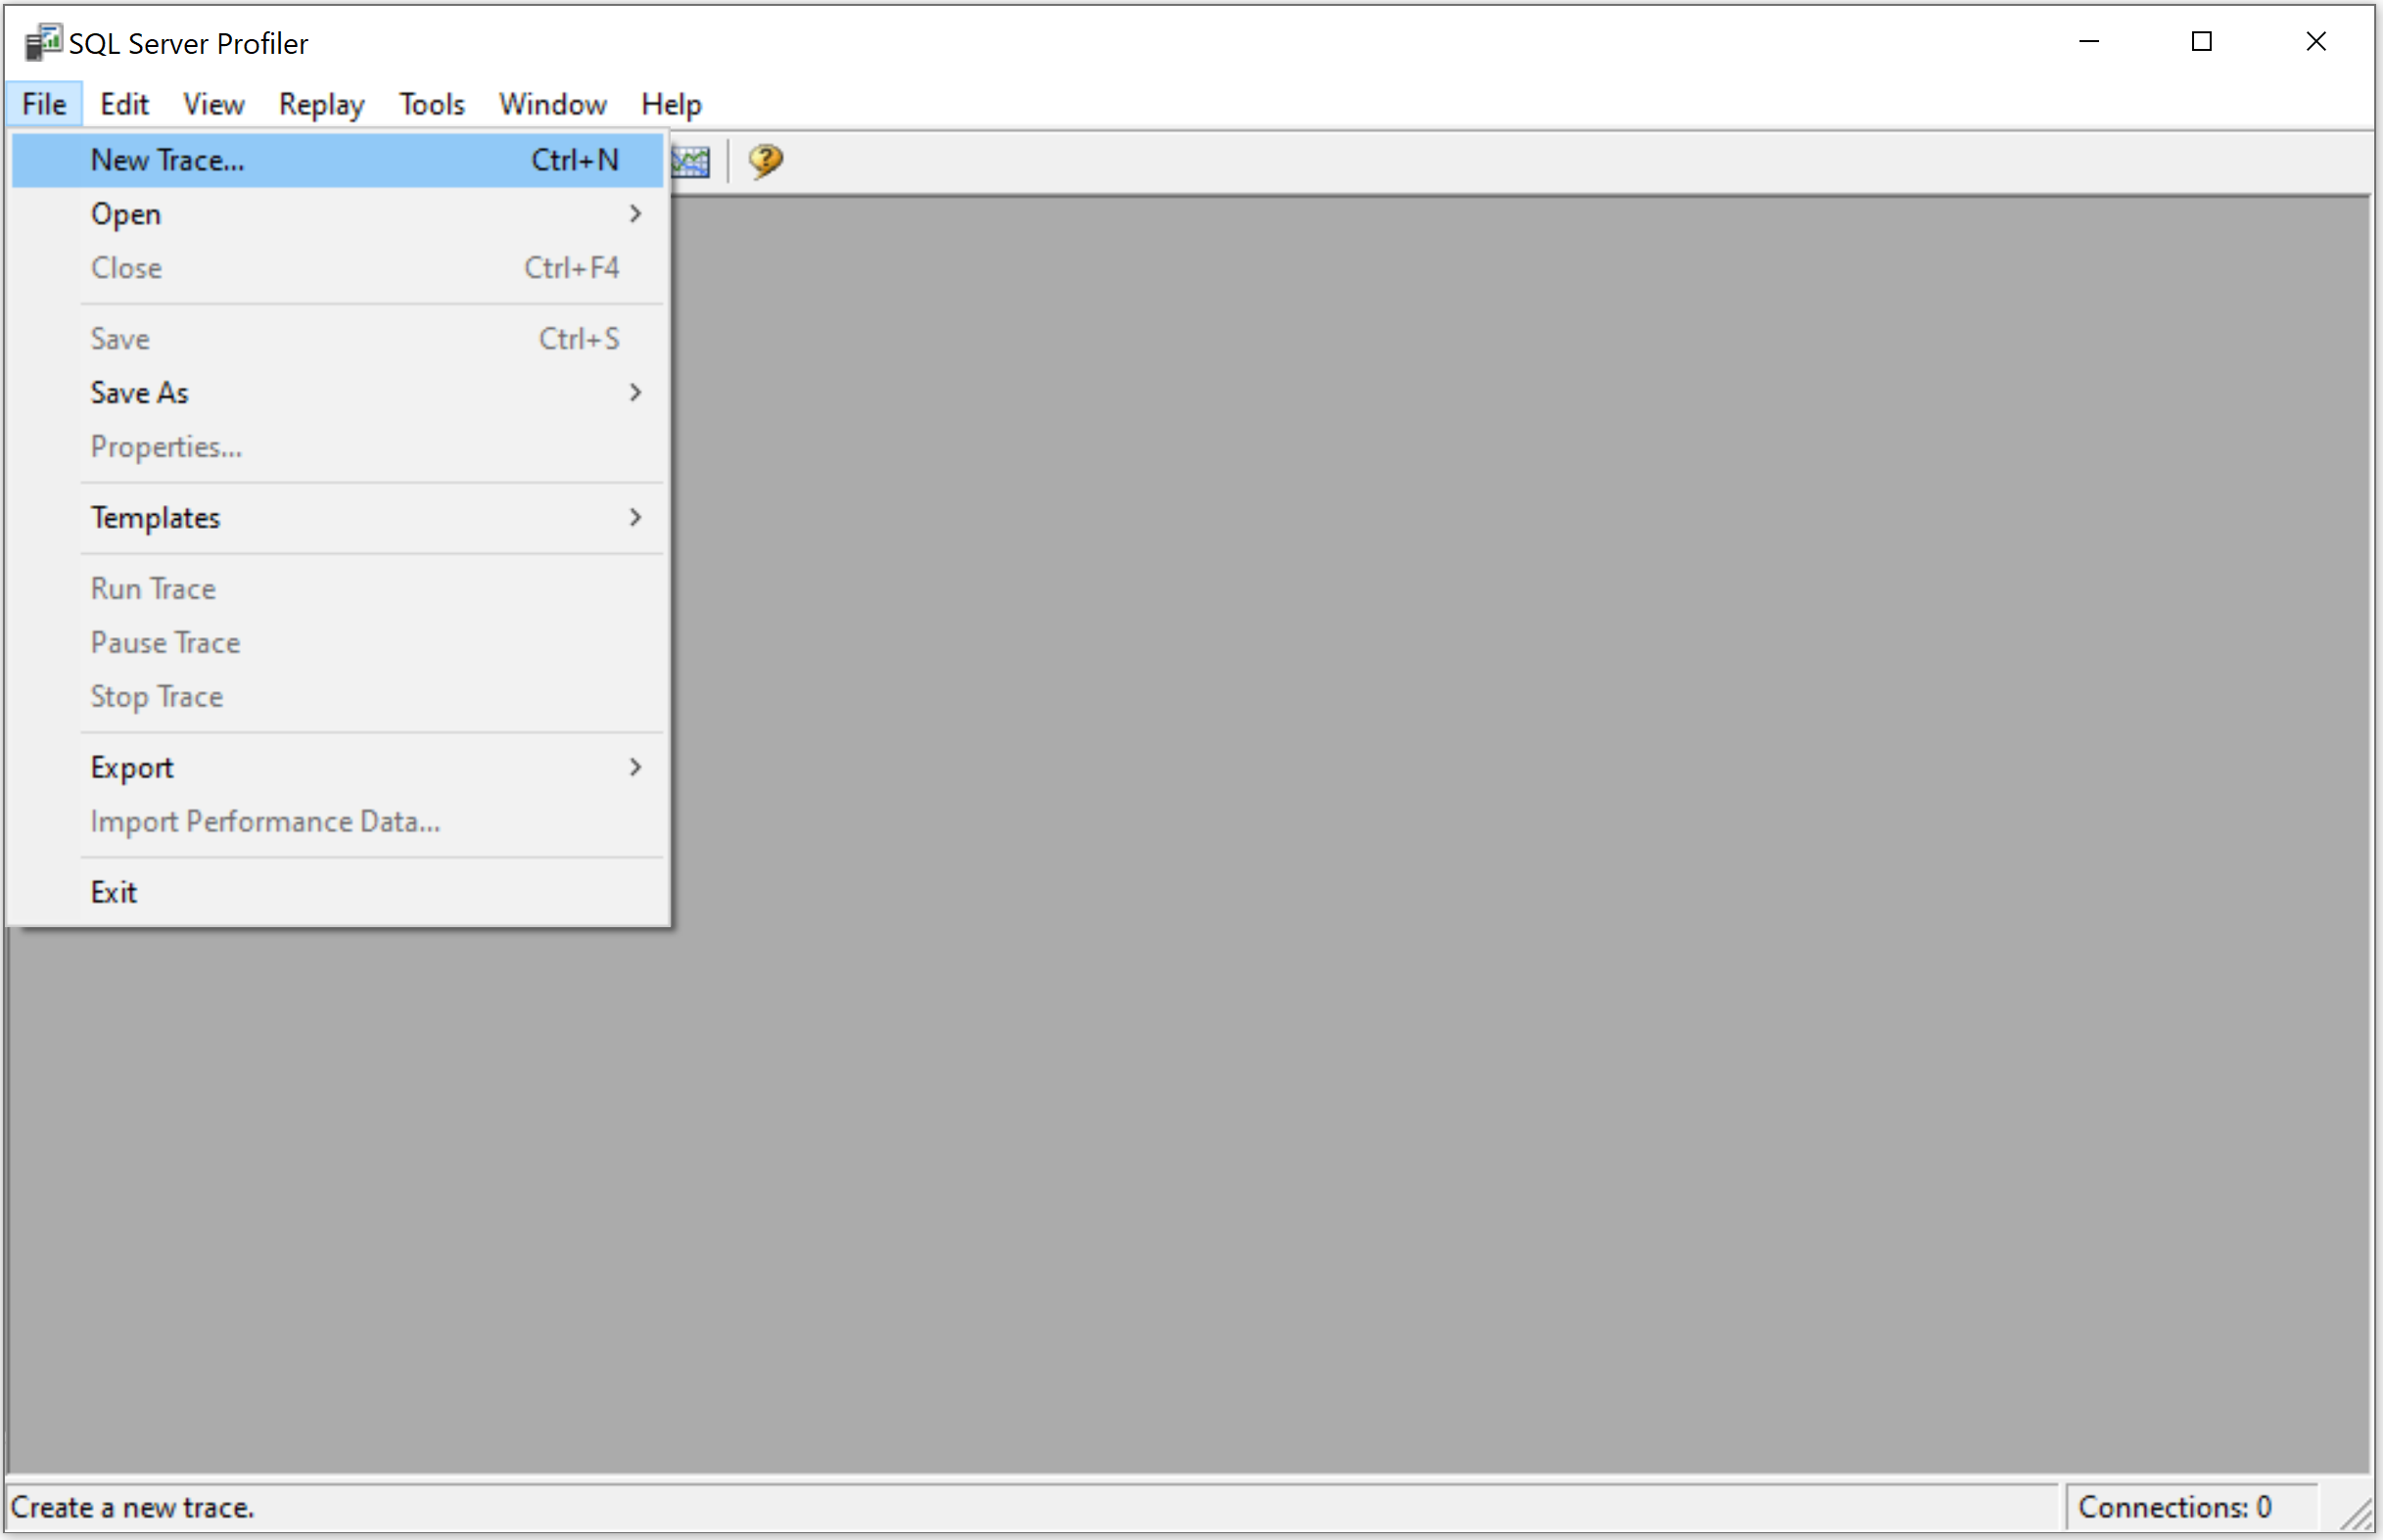 SQL Server Profiler
File Edit View Replay Tools Window Help
New Trace... Ctrl+N
Open
Close Ctrl+F4
Save Ctrl+S
Save As
Properties...
Templates
Run Trace
Pause Trace
Stop Trace
Export
Import Performance Data...
Exit
Create a new trace. Connections: 0